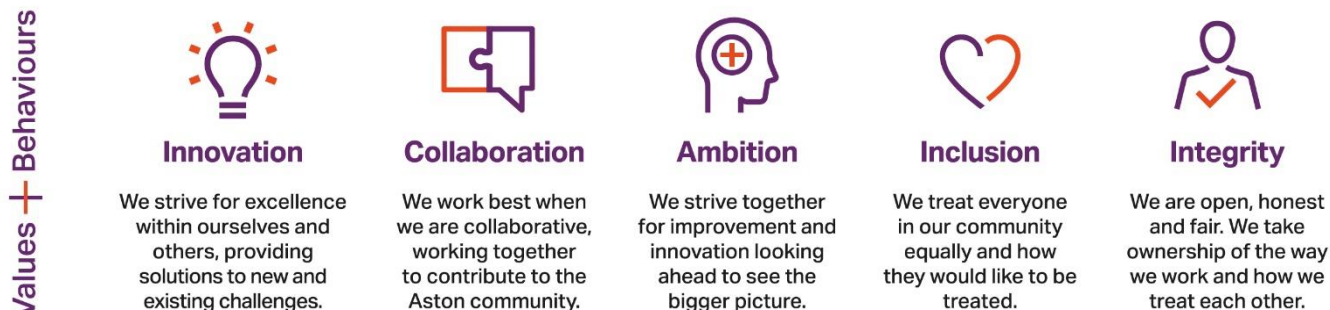 Values + Behaviours
Innovation
We strive for excellence
within ourselves and
others, providing
solutions to new and
existing challenges.
Collaboration
We work best when
we are collaborative,
working together
to contribute to the
Aston community.
Ambition
We strive together
for improvement and
innovation looking
ahead to see the
bigger picture.
Inclusion
We treat everyone
in our community
equally and how
they would like to be
treated.
Integrity
We are open, honest
and fair. We take
ownership of the way
we work and how we
treat each other.